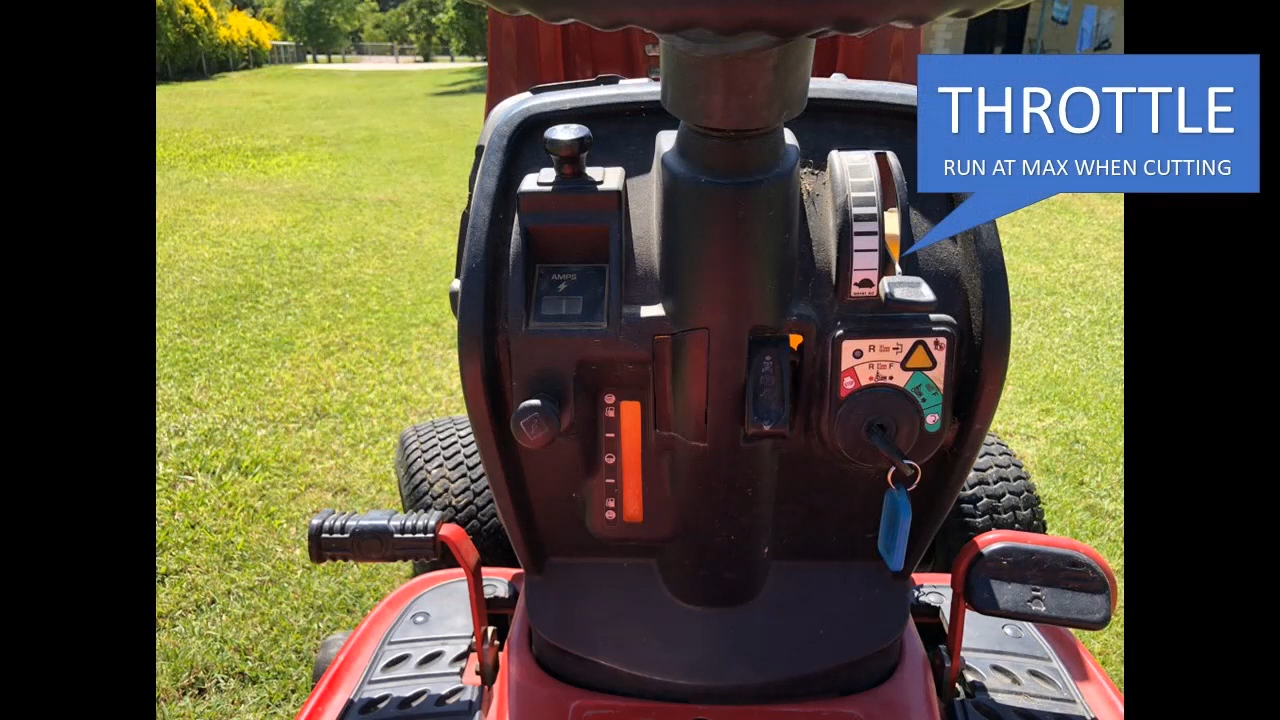 THROTTLE
RUN AT MAX WHEN CUTTING
AMPS
R
R F
F